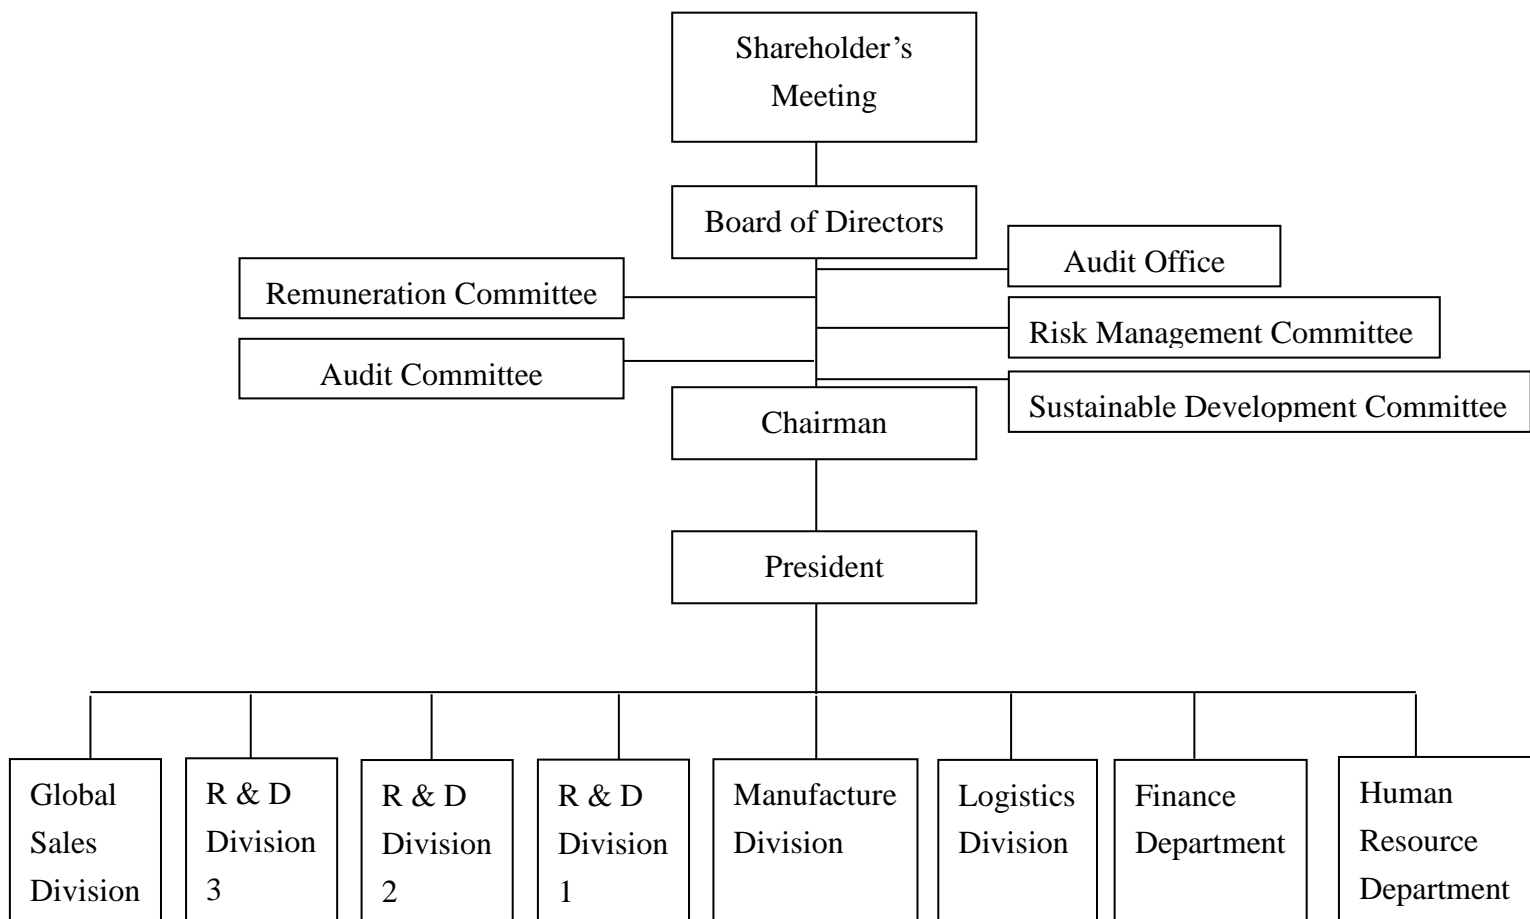 Shareholder’s
Meeting
Board of Directors
Audit Office
Remuneration Committee
Risk Management Committee
Audit Committee
Sustainable Development Committee
Chairman
President
Global
Sales
Division
R & D
Division
3
R & D
Division
2
R & D
Division
1
Manufacture
Division
Logistics
Division
Finance
Department
Human
Resource
Department